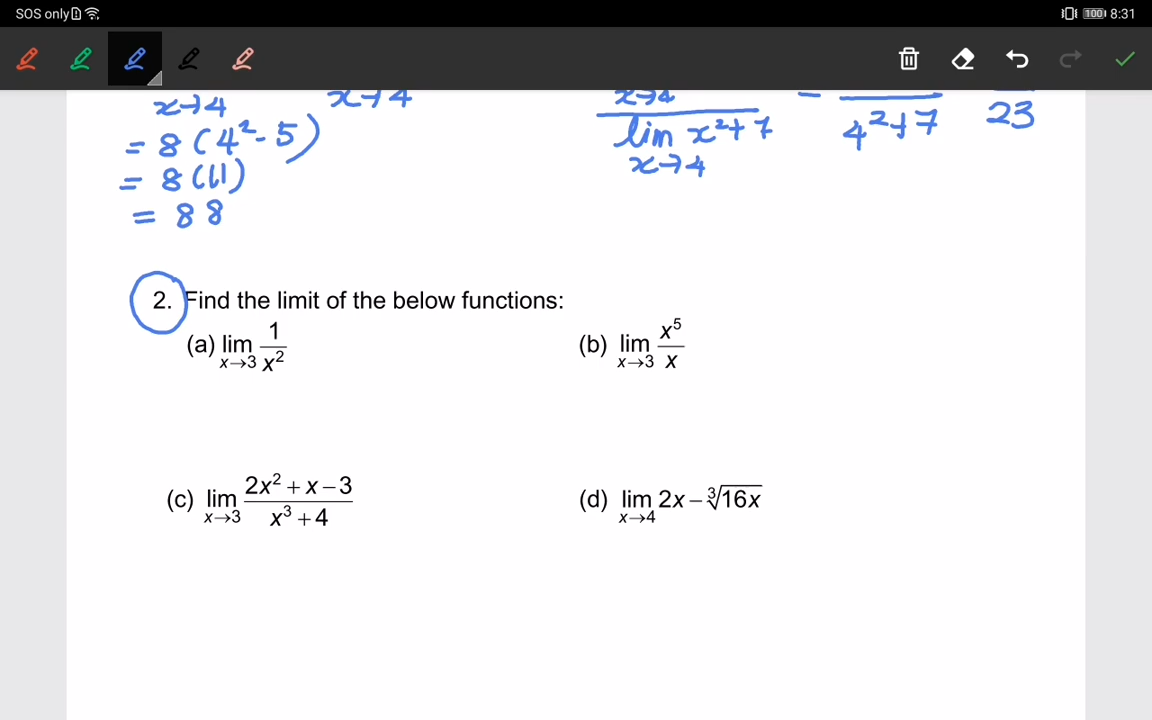 SOS only 100 8:31
x→4 x→4
= 8 (4² - 5)
= 8 (11)
= 88
x→4
lim x² + 7
x→4
= 4² + 7 23
2. Find the limit of the below functions:
(a) lim x→3 1/x²
(b) lim x→3 x⁵/x
(c) lim x→3 (2x² + x − 3)/(x³ + 4)
(d) lim x→4 2x − ∛16x